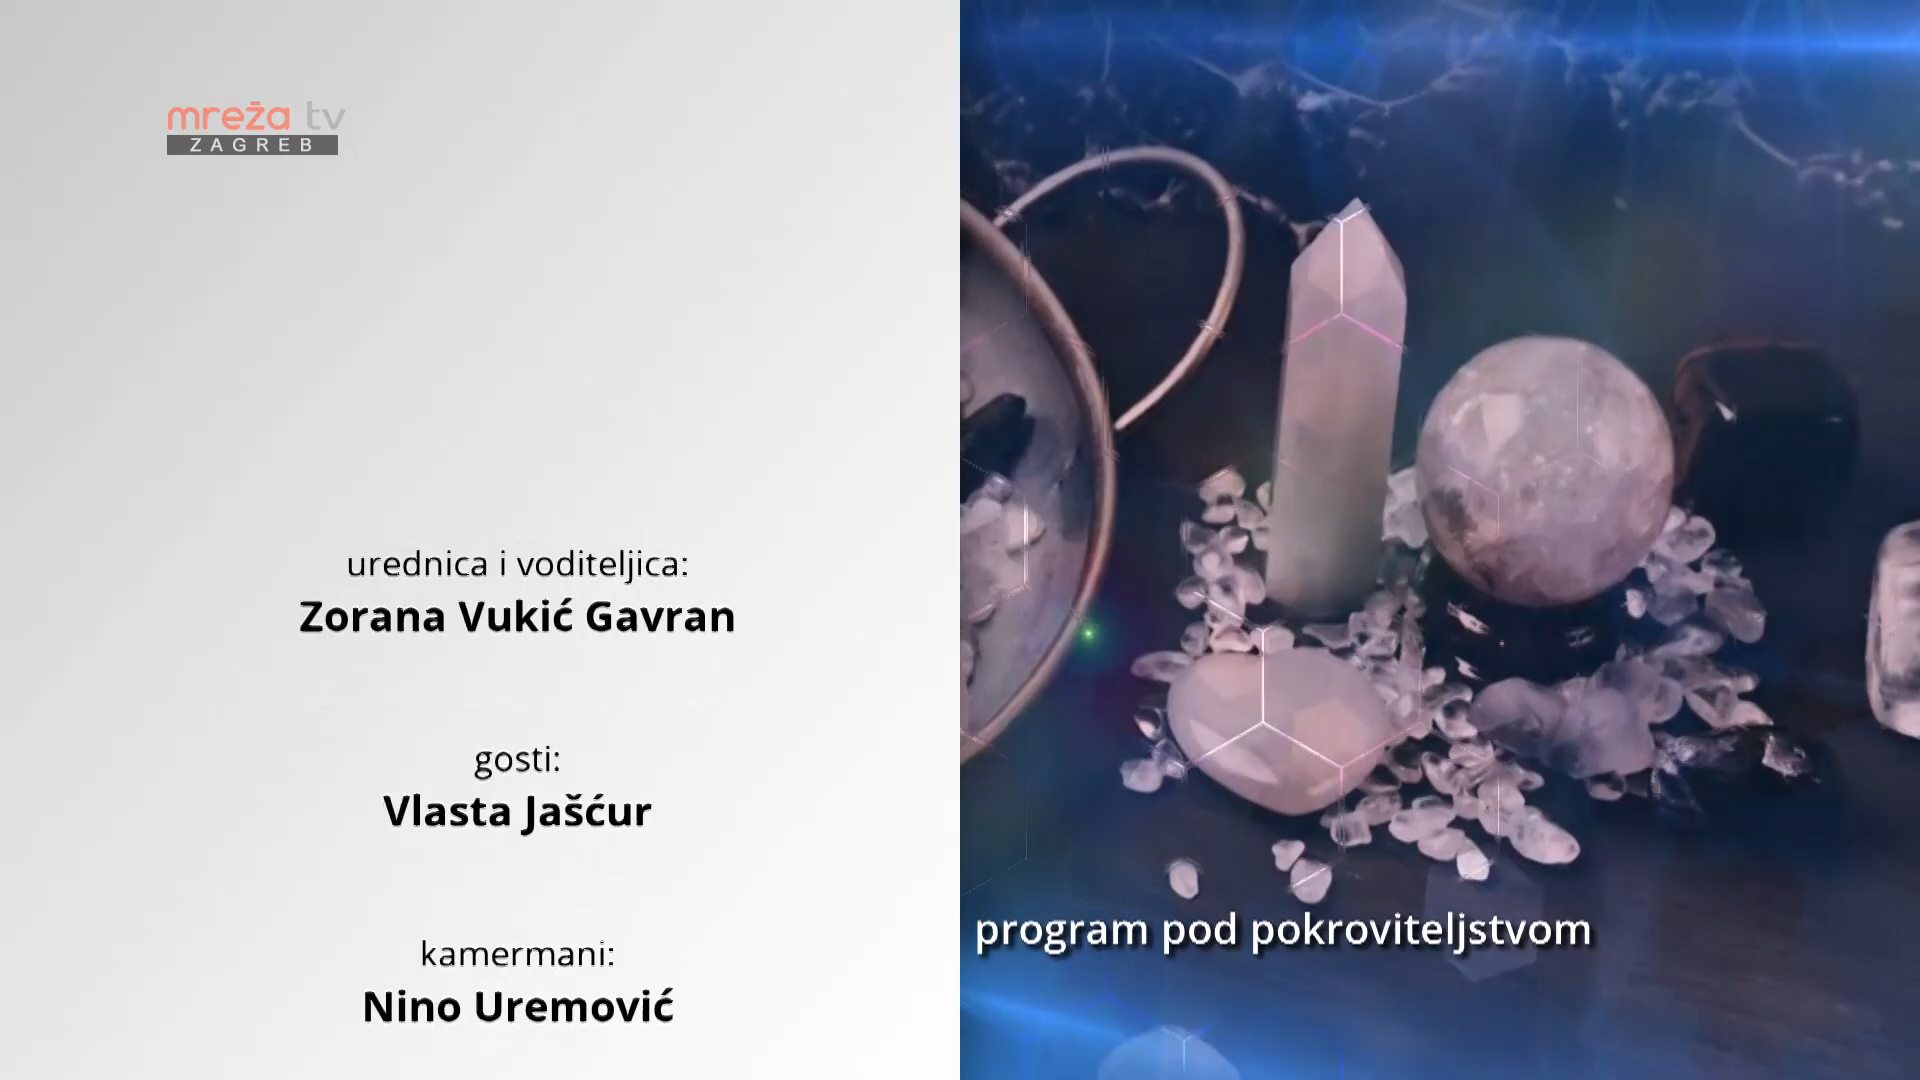 mreža tv
ZAGREB
urednica i voditeljica:
Zorana Vukić Gavran
gosti:
Vlasta Jašćur
kamermani:
Nino Uremović
program pod pokroviteljstvom